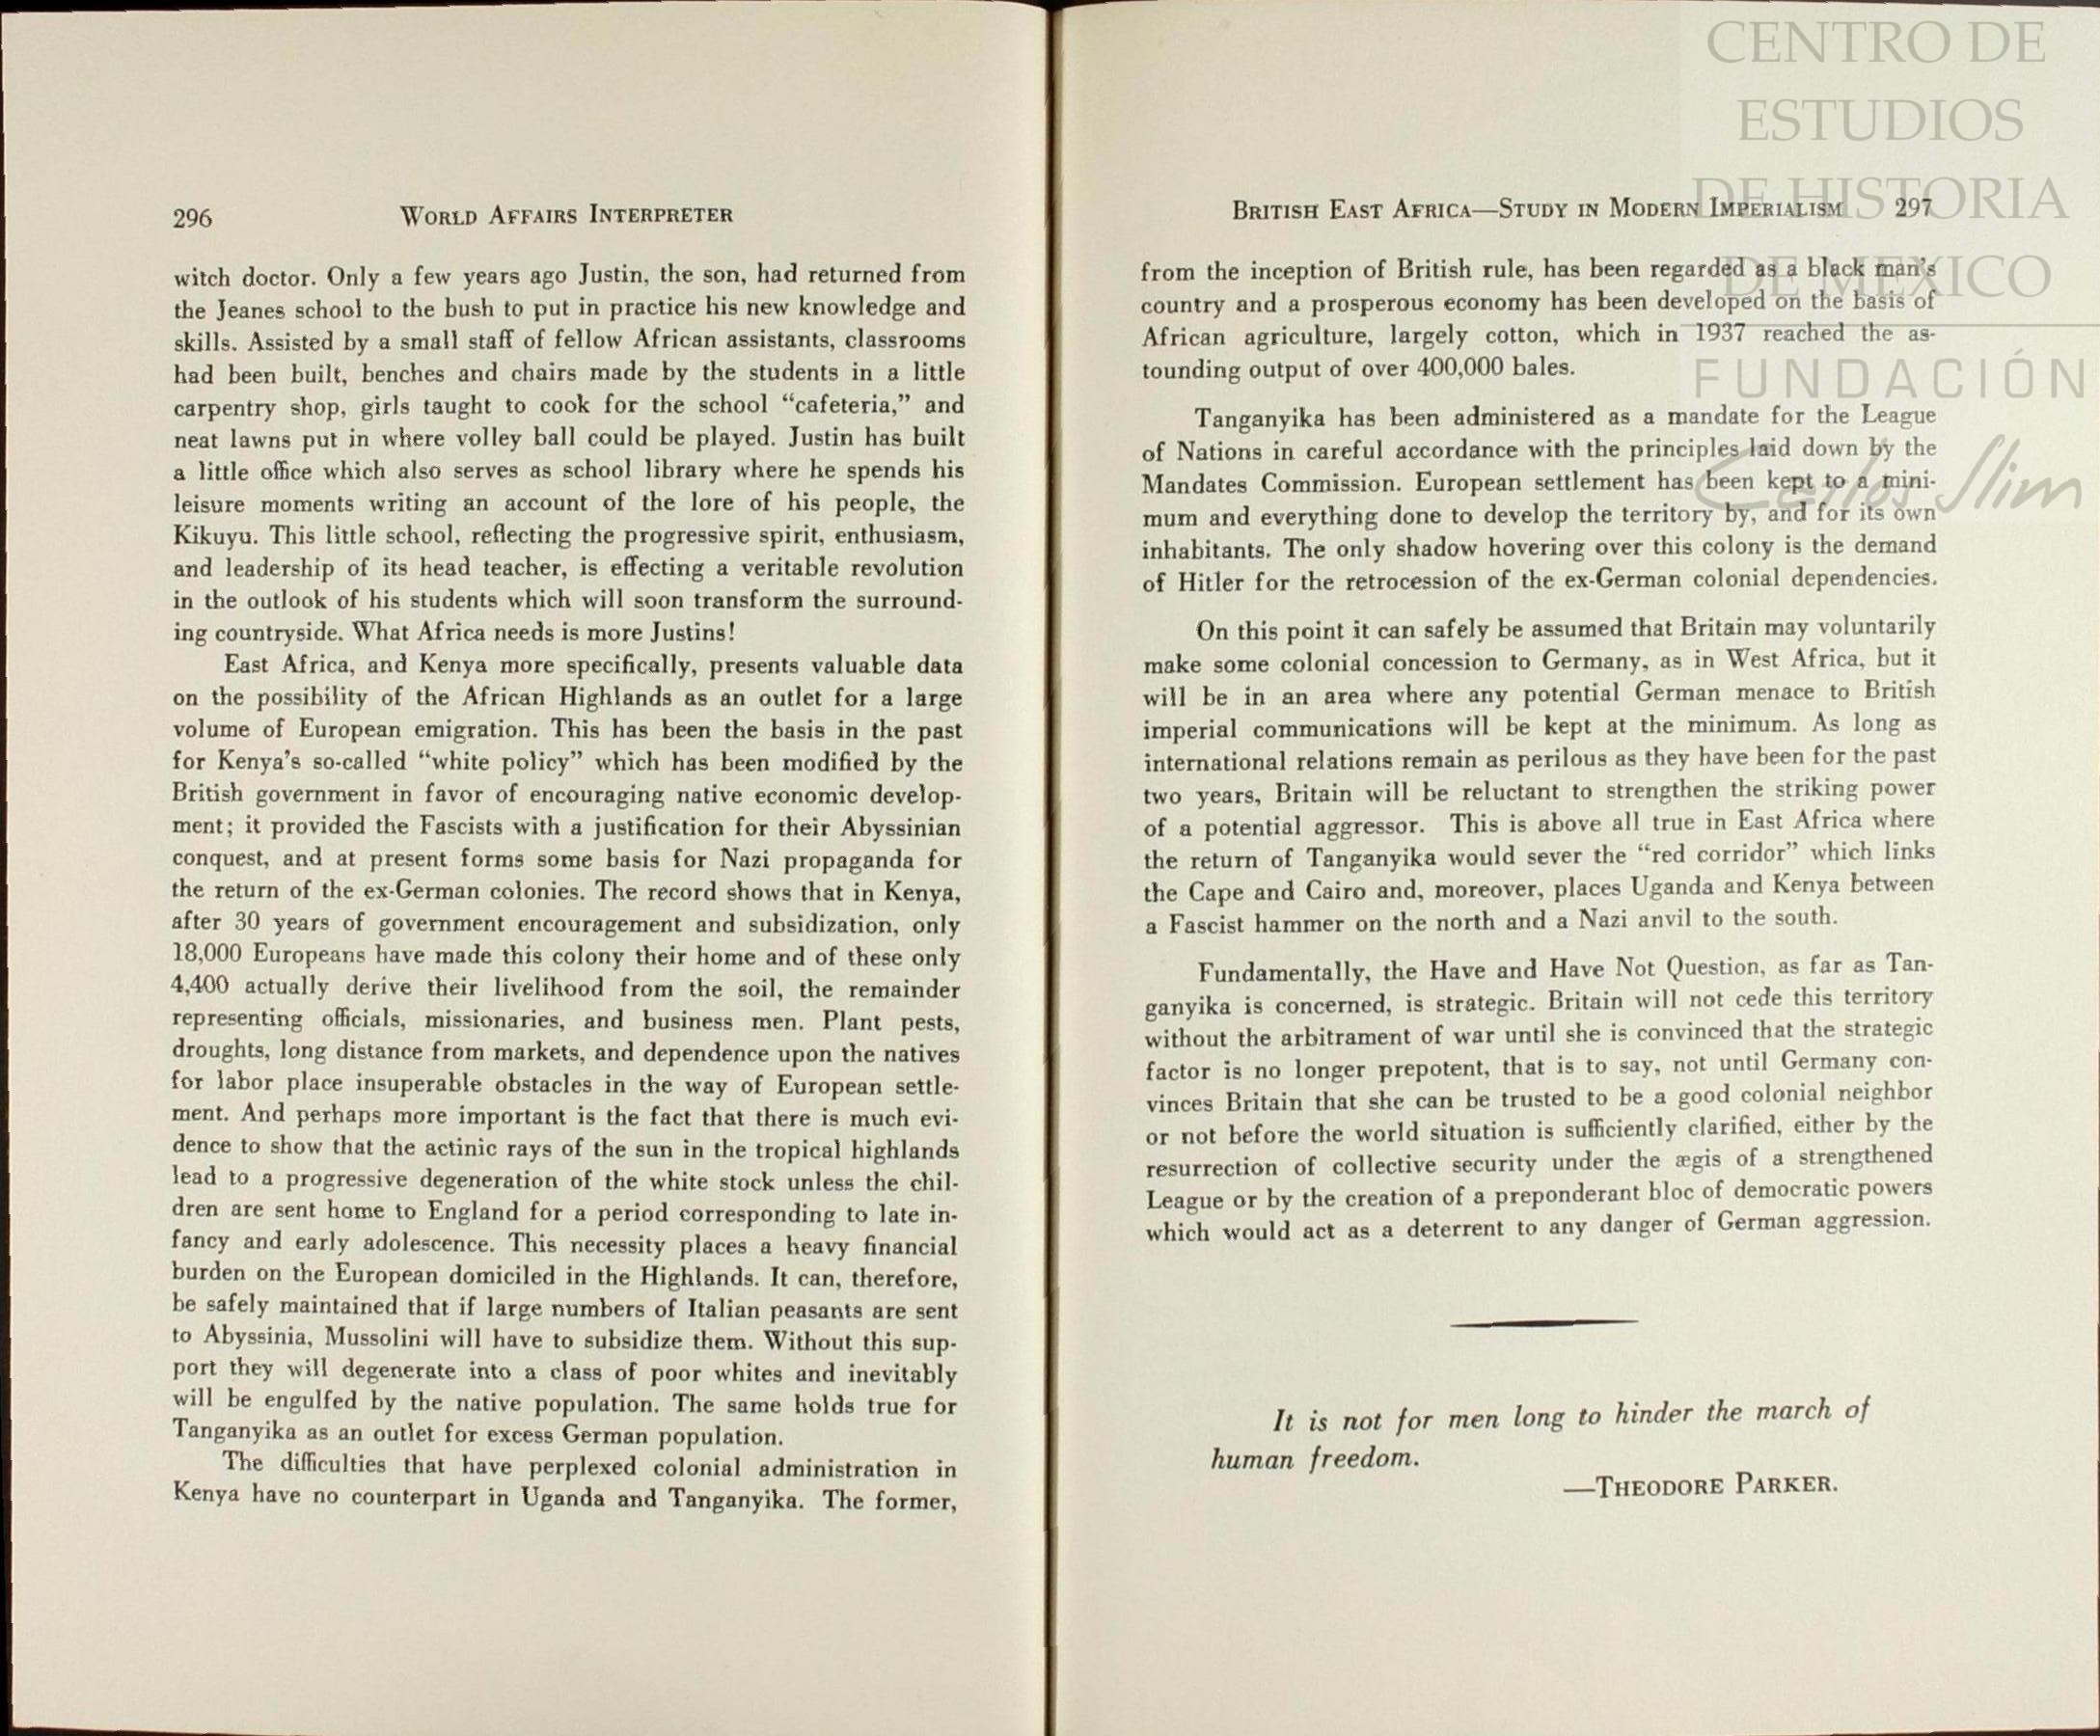 296
WORLD AFFAIRS INTERPRETER
witch doctor. Only a few years ago Justin, the son, had returned from
the Jeanes school to the bush to put in practice his new knowledge and
skills. Assisted by a small staff of fellow African assistants, classrooms
had been built, benches and chairs made by the students in a little
carpentry shop, girls taught to cook for the school “cafeteria,” and
neat lawns put in where volley ball could be played. Justin has built
a little office which also serves as school library where he spends his
leisure moments writing an account of the lore of his people, the
Kikuyu. This little school, reflecting the progressive spirit, enthusiasm,
and leadership of its head teacher, is effecting a veritable revolution
in the outlook of his students which will soon transform the surround-
ing countryside. What Africa needs is more Justins!
East Africa, and Kenya more specifically, presents valuable data
on the possibility of the African Highlands as an outlet for a large
volume of European emigration. This has been the basis in the past
for Kenya’s so-called “white policy” which has been modified by the
British government in favor of encouraging native economic develop-
ment; it provided the Fascists with a justification for their Abyssinian
conquest, and at present forms some basis for Nazi propaganda for
the return of the ex-German colonies. The record shows that in Kenya,
after 30 years of government encouragement and subsidization, only
18,000 Europeans have made this colony their home and of these only
4,400 actually derive their livelihood from the soil, the remainder
representing officials, missionaries, and business men. Plant pests,
droughts, long distance from markets, and dependence upon the natives
for labor place insuperable obstacles in the way of European settle-
ment. And perhaps more important is the fact that there is much evi-
dence to show that the actinic rays of the sun in the tropical highlands
lead to a progressive degeneration of the white stock unless the chil-
dren are sent home to England for a period corresponding to late in-
fancy and early adolescence. This necessity places a heavy financial
burden on the European domiciled in the Highlands. It can, therefore,
be safely maintained that if large numbers of Italian peasants are sent
to Abyssinia, Mussolini will have to subsidize them. Without this sup-
port they will degenerate into a class of poor whites and inevitably
will be engulfed by the native population. The same holds true for
Tanganyika as an outlet for excess German population.
The difficulties that have perplexed colonial administration in
Kenya have no counterpart in Uganda and Tanganyika. The former,
BRITISH EAST AFRICA—STUDY IN MODERN IMPERIALISM 297
from the inception of British rule, has been regarded as a black man’s
country and a prosperous economy has been developed on the basis of
African agriculture, largely cotton, which in 1937 reached the as-
tounding output of over 400,000 bales.
Tanganyika has been administered as a mandate for the League
of Nations in careful accordance with the principles laid down by the
Mandates Commission. European settlement has been kept to a mini-
mum and everything done to develop the territory by, and for its own
inhabitants. The only shadow hovering over this colony is the demand
of Hitler for the retrocession of the ex-German colonial dependencies.
On this point it can safely be assumed that Britain may voluntarily
make some colonial concession to Germany, as in West Africa, but it
will be in an area where any potential German menace to British
imperial communications will be kept at the minimum. As long as
international relations remain as perilous as they have been for the past
two years, Britain will be reluctant to strengthen the striking power
of a potential aggressor. This is above all true in East Africa where
the return of Tanganyika would sever the “red corridor” which links
the Cape and Cairo and, moreover, places Uganda and Kenya between
a Fascist hammer on the north and a Nazi anvil to the south.
Fundamentally, the Have and Have Not Question, as far as Tan-
ganyika is concerned, is strategic. Britain will not cede this territory
without the arbitrament of war until she is convinced that the strategic
factor is no longer prepotent, that is to say, not until Germany con-
vinces Britain that she can be trusted to be a good colonial neighbor
or not before the world situation is sufficiently clarified, either by the
resurrection of collective security under the ægis of a strengthened
League or by the creation of a preponderant bloc of democratic powers
which would act as a deterrent to any danger of German aggression.
It is not for men long to hinder the march of
human freedom.
—THEODORE PARKER.
CENTRO DE
ESTUDIOS
DE HISTORIA
DE MÉXICO
FUNDACIÓN
Carlos Slim